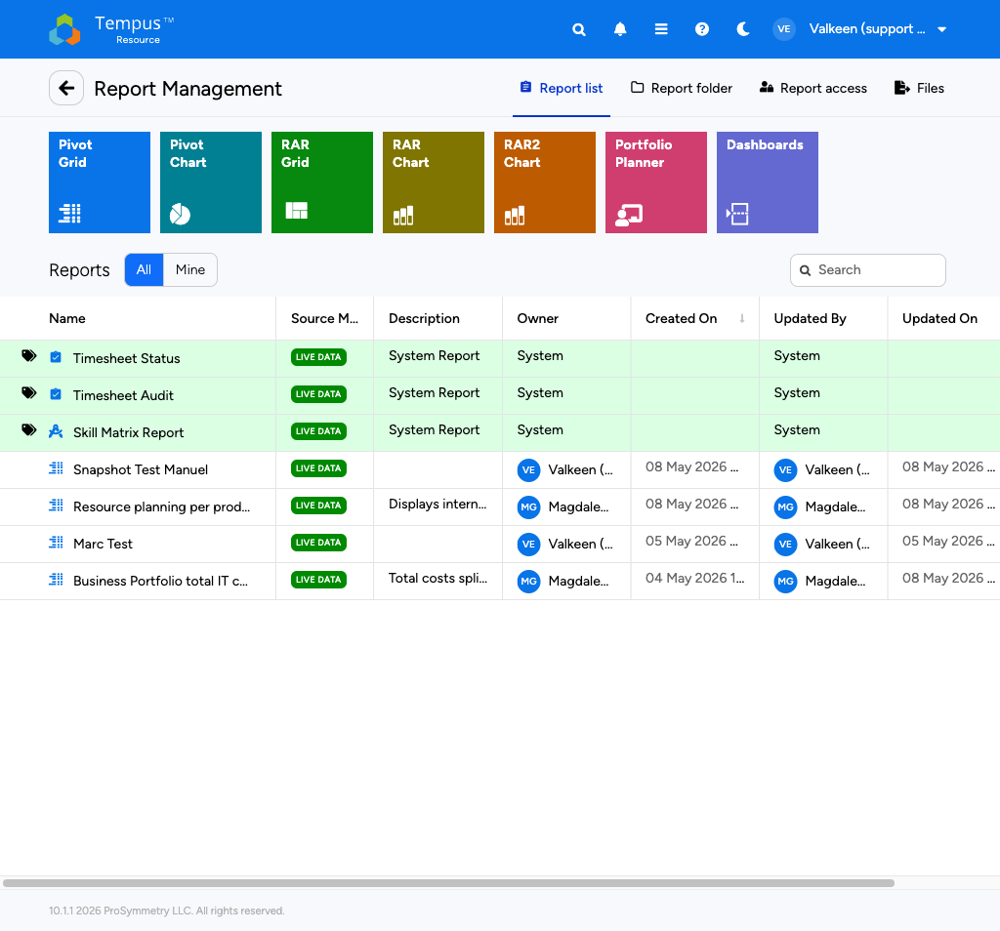 Tempus™
Resource
VE Valkeen (support ...
Report Management
Report list Report folder Report access Files
Pivot Grid
Pivot Chart
RAR Grid
RAR Chart
RAR2 Chart
Portfolio Planner
Dashboards
Reports All Mine Search
Name Source M... Description Owner Created On Updated By Updated On
Timesheet Status LIVE DATA System Report System System
Timesheet Audit LIVE DATA System Report System System
Skill Matrix Report LIVE DATA System Report System System
Snapshot Test Manuel LIVE DATA VE Valkeen (... 08 May 2026 ... VE Valkeen (... 08 May 2026 ...
Resource planning per prod... LIVE DATA Displays intern... MG Magdale... 08 May 2026 ... MG Magdale... 08 May 2026 ...
Marc Test LIVE DATA VE Valkeen (... 05 May 2026 ... VE Valkeen (... 05 May 2026 ...
Business Portfolio total IT c... LIVE DATA Total costs spli... MG Magdale... 04 May 2026 1... MG Magdale... 08 May 2026 ...
10.1.1 2026 ProSymmetry LLC. All rights reserved.